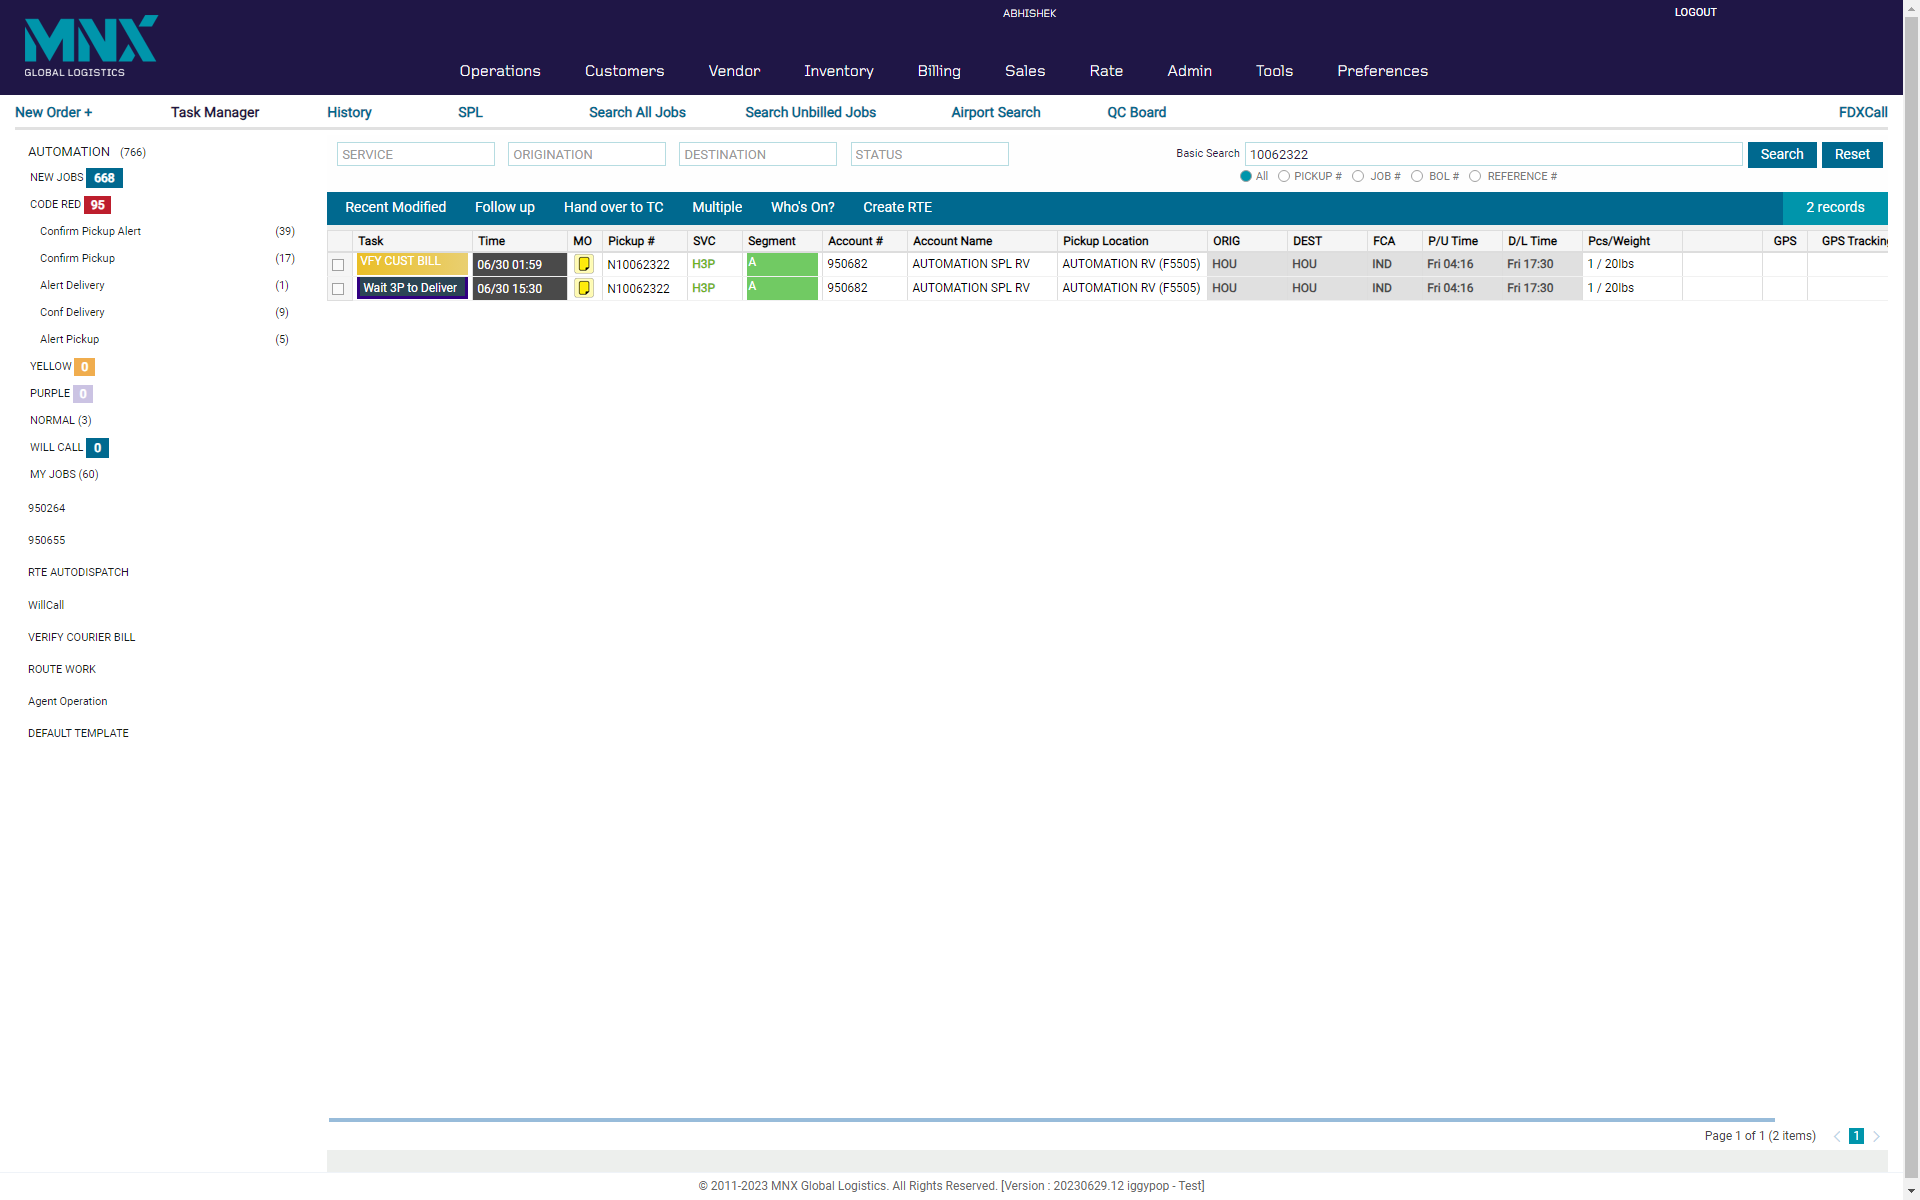 MNX
GLOBAL LOGISTICS
ABHISHEK
LOGOUT
Operations Customers Vendor Inventory Billing Sales Rate Admin Tools Preferences
New Order + Task Manager History SPL Search All Jobs Search Unbilled Jobs Airport Search QC Board FDXCall
AUTOMATION (766)
NEW JOBS 668
CODE RED 95
Confirm Pickup Alert (39)
Confirm Pickup (17)
Alert Delivery (1)
Conf Delivery (9)
Alert Pickup (5)
YELLOW 0
PURPLE 0
NORMAL (3)
WILL CALL 0
MY JOBS (60)
950264
950655
RTE AUTODISPATCH
WillCall
VERIFY COURIER BILL
ROUTE WORK
Agent Operation
DEFAULT TEMPLATE
SERVICE ORIGINATION DESTINATION STATUS Basic Search 10062322 Search Reset
All PICKUP # JOB # BOL # REFERENCE #
Recent Modified Follow up Hand over to TC Multiple Who's On? Create RTE 2 records
Task Time MO Pickup # SVC Segment Account # Account Name Pickup Location ORIG DEST FCA P/U Time D/L Time Pcs/Weight GPS GPS Tracking
VFY CUST BILL 06/30 01:59 N10062322 H3P A 950682 AUTOMATION SPL RV AUTOMATION RV (F5505) HOU HOU IND Fri 04:16 Fri 17:30 1 / 20lbs
Wait 3P to Deliver 06/30 15:30 N10062322 H3P A 950682 AUTOMATION SPL RV AUTOMATION RV (F5505) HOU HOU IND Fri 04:16 Fri 17:30 1 / 20lbs
Page 1 of 1 (2 items) 1
© 2011-2023 MNX Global Logistics. All Rights Reserved. [Version : 20230629.12 iggypop - Test]